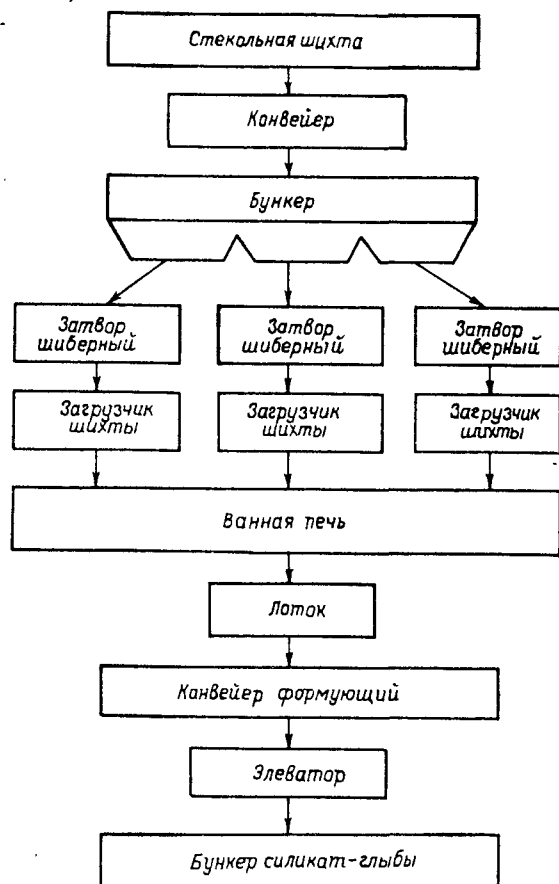 Стекольная шихта
Конвейер
Бункер
Затвор
шиберный
Затвор
шиберный
Затвор
шиберный
Загрузчик
шихты
Загрузчик
шихты
Загрузчик
шихты
Ванная печь
Лоток
Конвейер формующий
Элеватор
Бункер силикат-глыбы